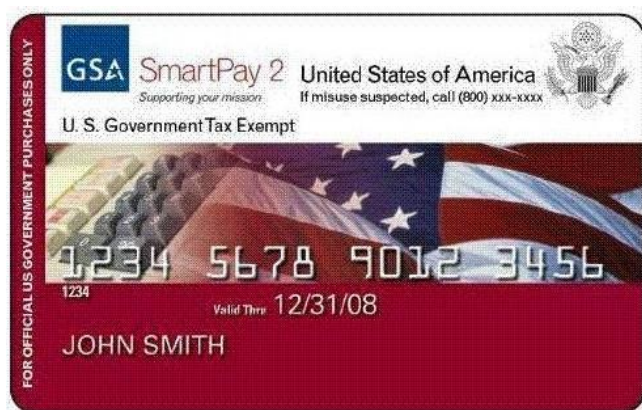 FOR OFFICIAL US GOVERNMENT PURCHASES ONLY
GSA SmartPay 2
Supporting your mission
United States of America
If misuse suspected, call (800) xxx-xxxx
U. S. Government Tax Exempt
1234 5678 9012 3456
1234
Valid Thru 12/31/08
JOHN SMITH